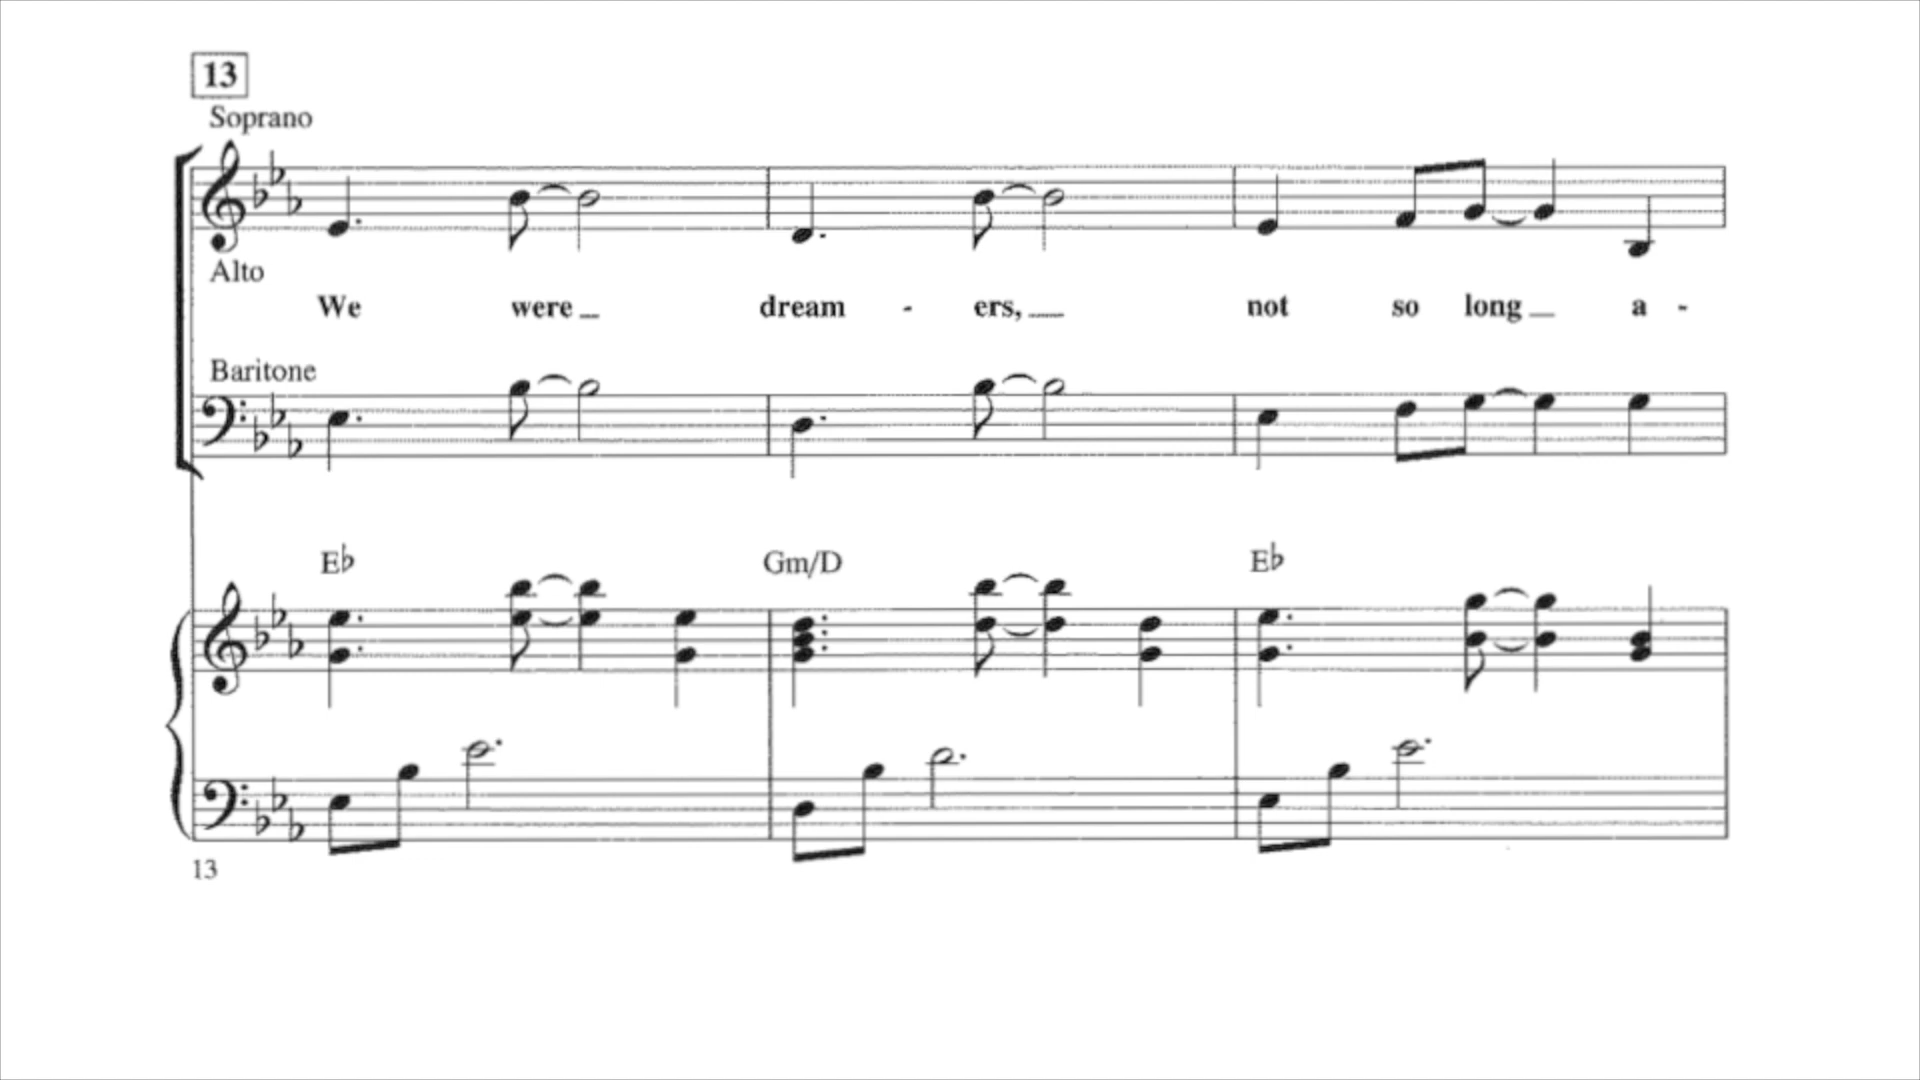 13
Soprano
Alto
We were dream - ers, not so long a -
Baritone
E♭ Gm/D E♭
13